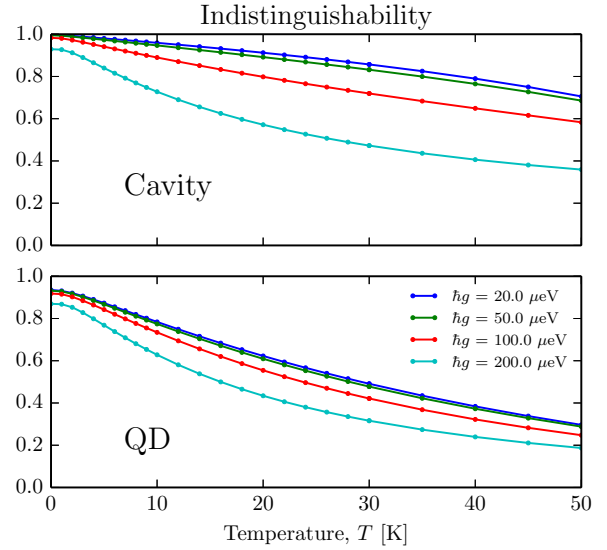 Indistinguishability
1.0
0.8
0.6
0.4
0.2
0.0
Cavity
1.0
0.8
0.6
0.4
0.2
0.0
ħg = 20.0 μeV
ħg = 50.0 μeV
ħg = 100.0 μeV
ħg = 200.0 μeV
QD
0 10 20 30 40 50
Temperature, T [K]